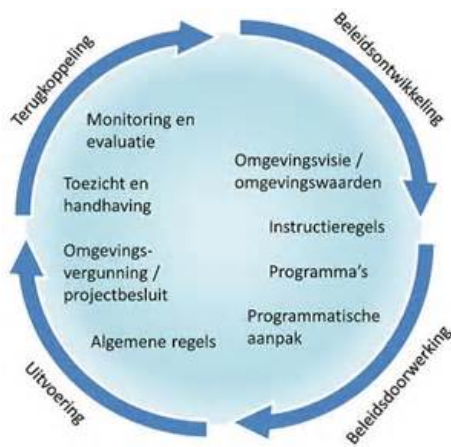 Terugkoppeling
Beleidsontwikkeling
Monitoring en
evaluatie
Omgevingsvisie /
omgevingswaarden
Toezicht en
handhaving
Instructieregels
Omgevings-
vergunning /
projectbesluit
Programma's
Programmatische
aanpak
Algemene regels
Uitvoering
Beleidsdoorwerking